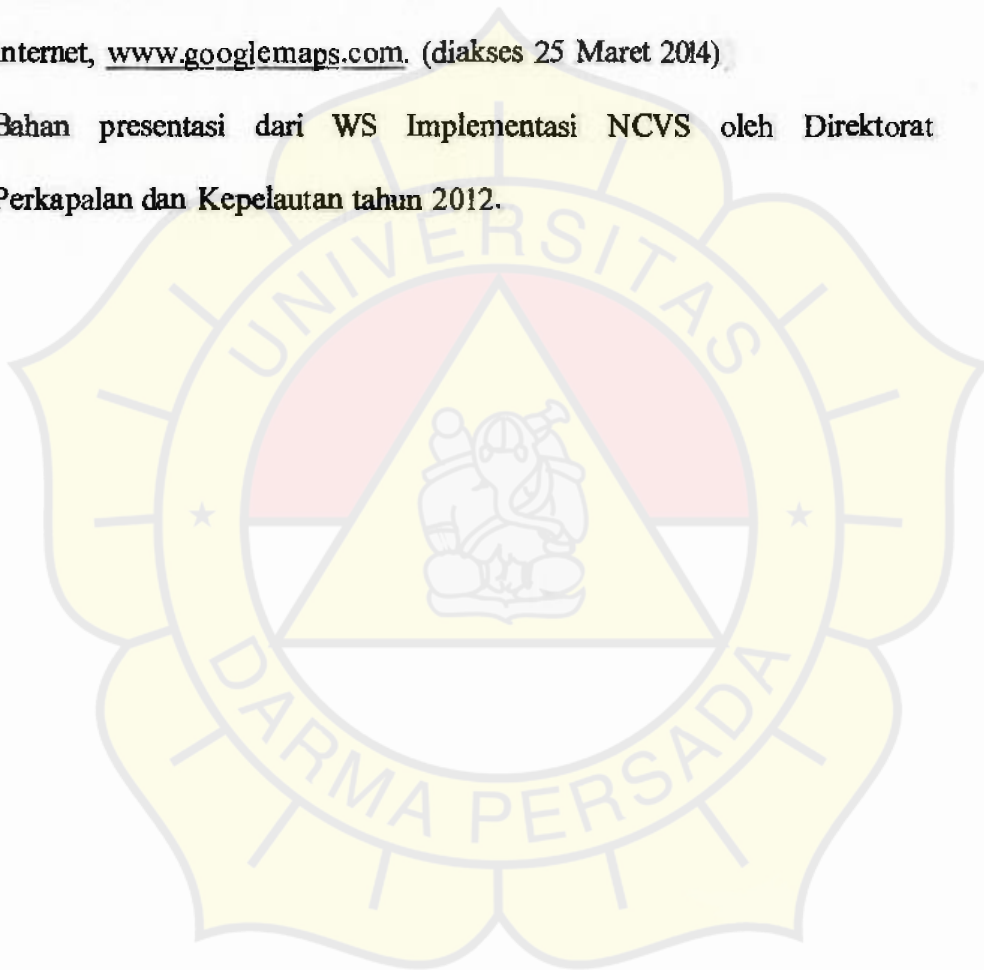 nternet, www.googlemaps.com. (diakses 25 Maret 2014)
Bahan presentasi dari WS Implementasi NCVS oleh Direktorat
Perkapalan dan Kepelautan tahun 2012.
UNIVERSITAS
DARMA PERSADA